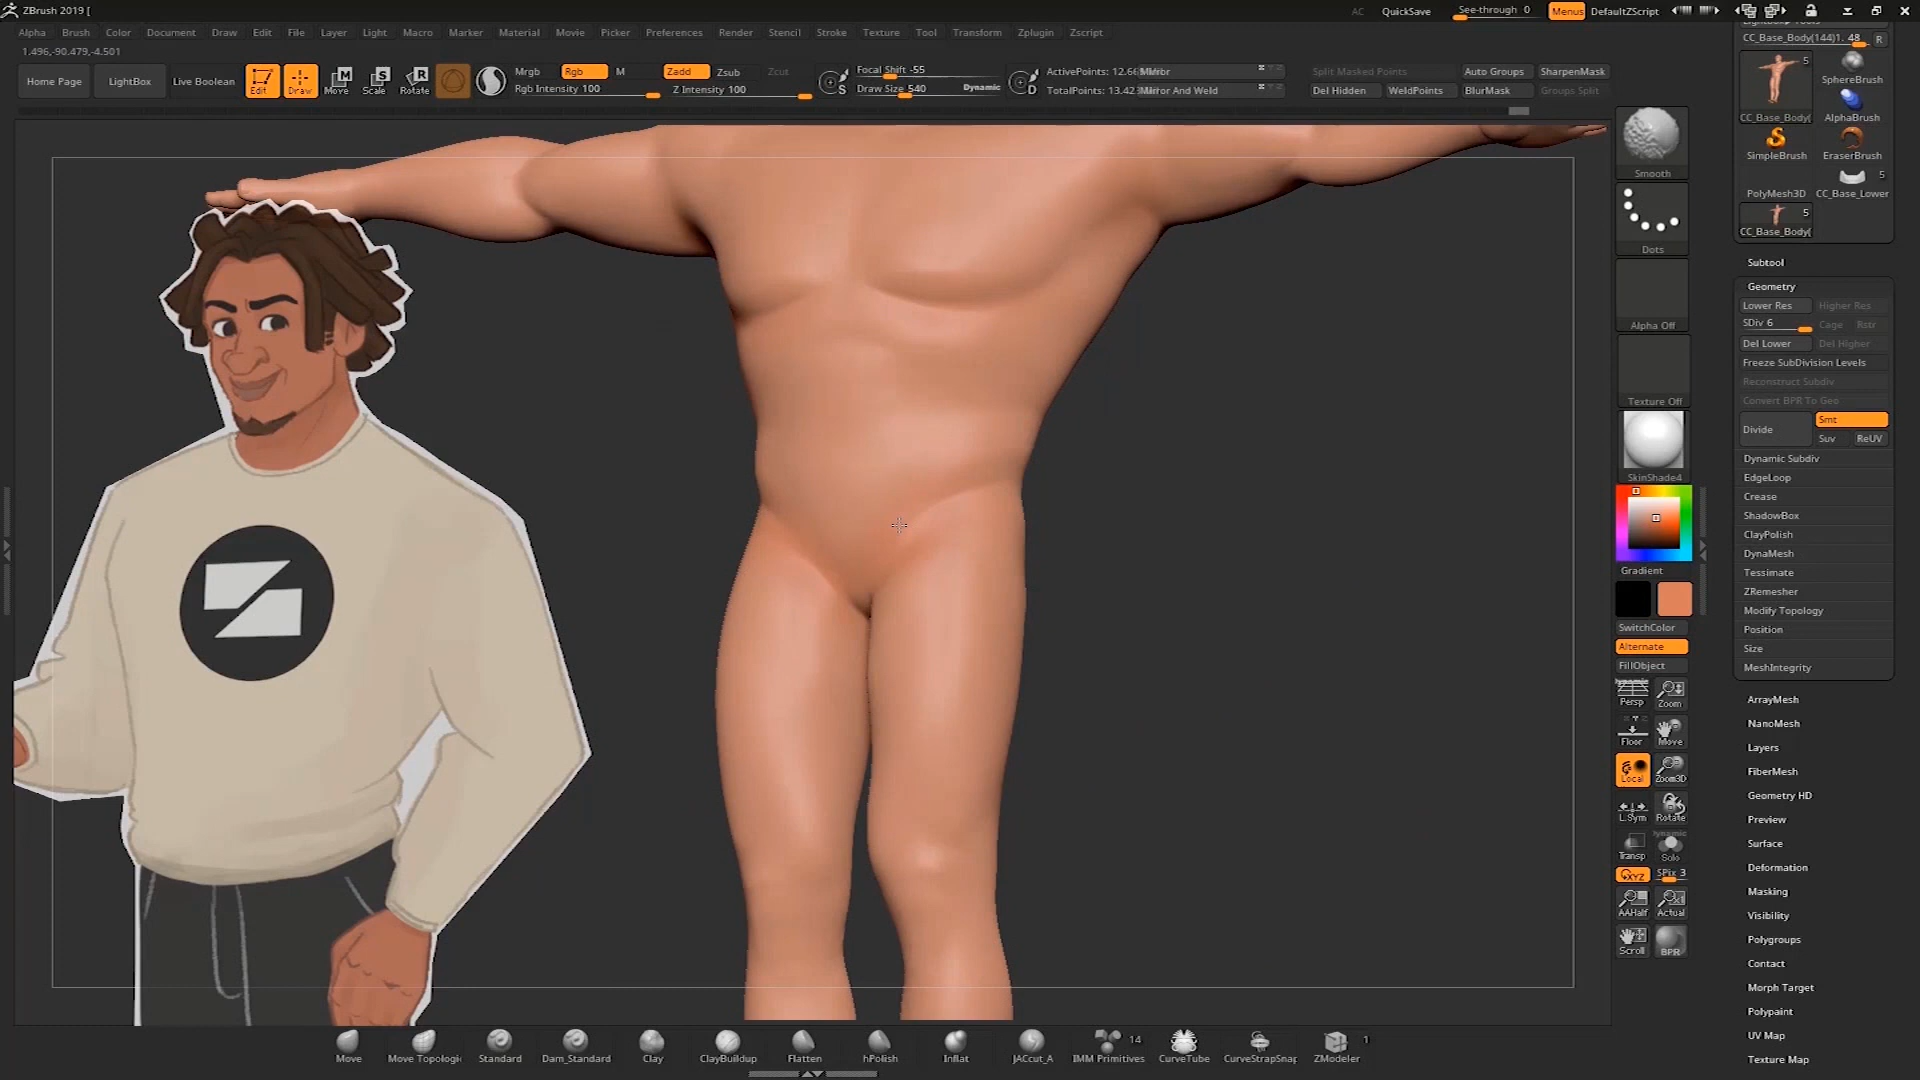 ZBrush 2019 [
AC
QuickSave
See-through 0
Menus
DefaultZScript
Alpha Brush Color Document Draw Edit File Layer Light Macro Marker Material Movie Picker Preferences Render Stencil Stroke Texture Tool Transform Zplugin Zscript
1.496,-90.479,-4.501
Home Page
LightBox
Live Boolean
Edit
Draw
Move
Scale
Rotate
Mrgb
Rgb
M
Rgb Intensity 100
Zadd
Zsub
Zcut
Z Intensity 100
Focal Shift -55
Draw Size 540
Dynamic
ActivePoints: 12.66
TotalPoints: 13.42
Mirror
Mirror And Weld
Split Masked Points
Del Hidden
WeldPoints
Auto Groups
BlurMask
SharpenMask
Groups Split
CC_Base_Body(144)1. 48
R
5
CC_Base_Body(
SphereBrush
AlphaBrush
SimpleBrush
EraserBrush
PolyMesh3D
5
CC_Base_Lower
5
CC_Base_Body(
Subtool
Geometry
Lower Res
Higher Res
SDiv 6
Cage
Rstr
Del Lower
Del Higher
Freeze SubDivision Levels
Reconstruct Subdiv
Convert BPR To Geo
Divide
Smt
Suv
ReUV
Dynamic Subdiv
EdgeLoop
Crease
ShadowBox
ClayPolish
DynaMesh
Tessimate
ZRemesher
Modify Topology
Position
Size
MeshIntegrity
ArrayMesh
NanoMesh
Layers
FiberMesh
Geometry HD
Preview
Surface
Deformation
Masking
Visibility
Polygroups
Contact
Morph Target
Polypaint
UV Map
Texture Map
Smooth
Dots
Alpha Off
Texture Off
SkinShade4
Gradient
SwitchColor
Alternate
FillObject
Dynamic
Persp
Zoom
Floor
Move
Local
Zoom3D
L.Sym
Rotate
Transp
Dynamic
Solo
XYZ
SPix 3
AAHalf
Actual
Scroll
BPR
Move
Move Topologic
Standard
Dam_Standard
Clay
ClayBuildup
Flatten
hPolish
Inflat
JACcut_A
14
IMM Primitives
CurveTube
CurveStrapSnap
1
ZModeler